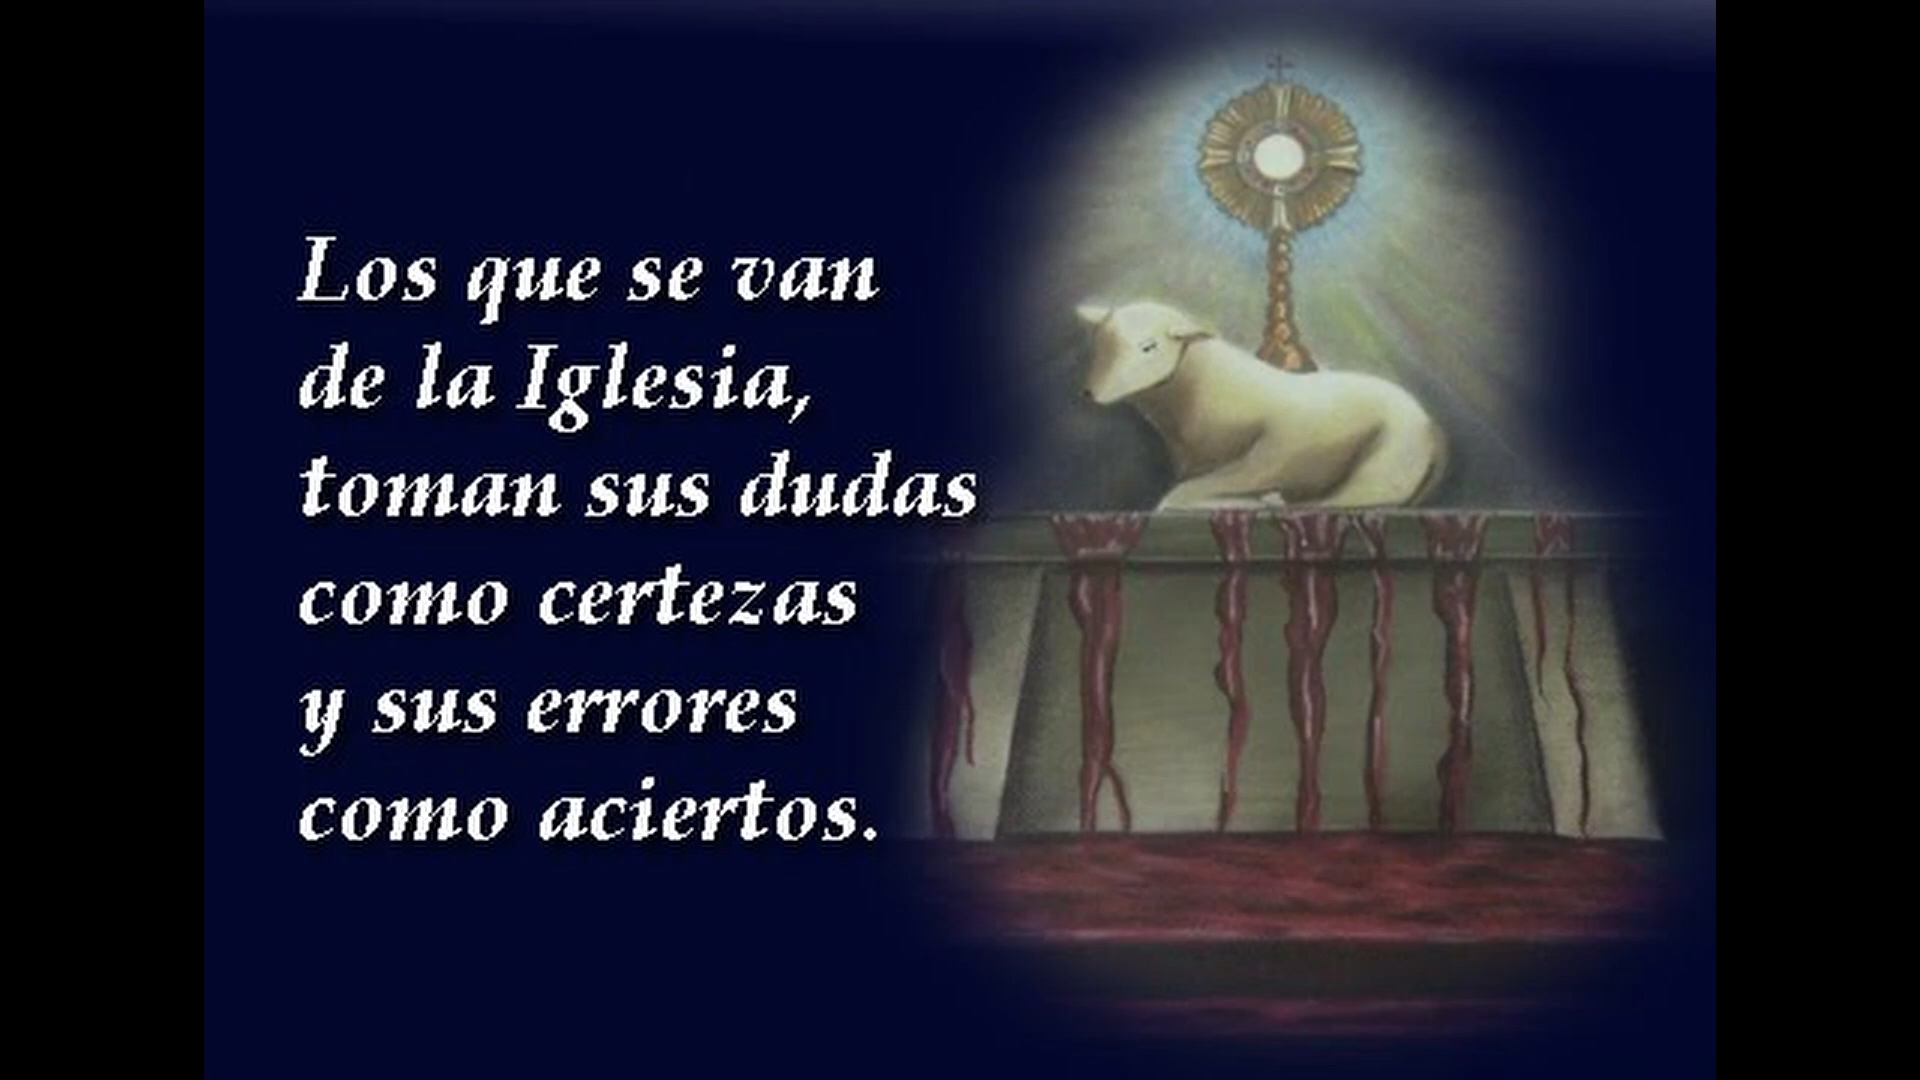 Los que se van
de la Iglesia,
toman sus dudas
como certezas
y sus errores
como aciertos.